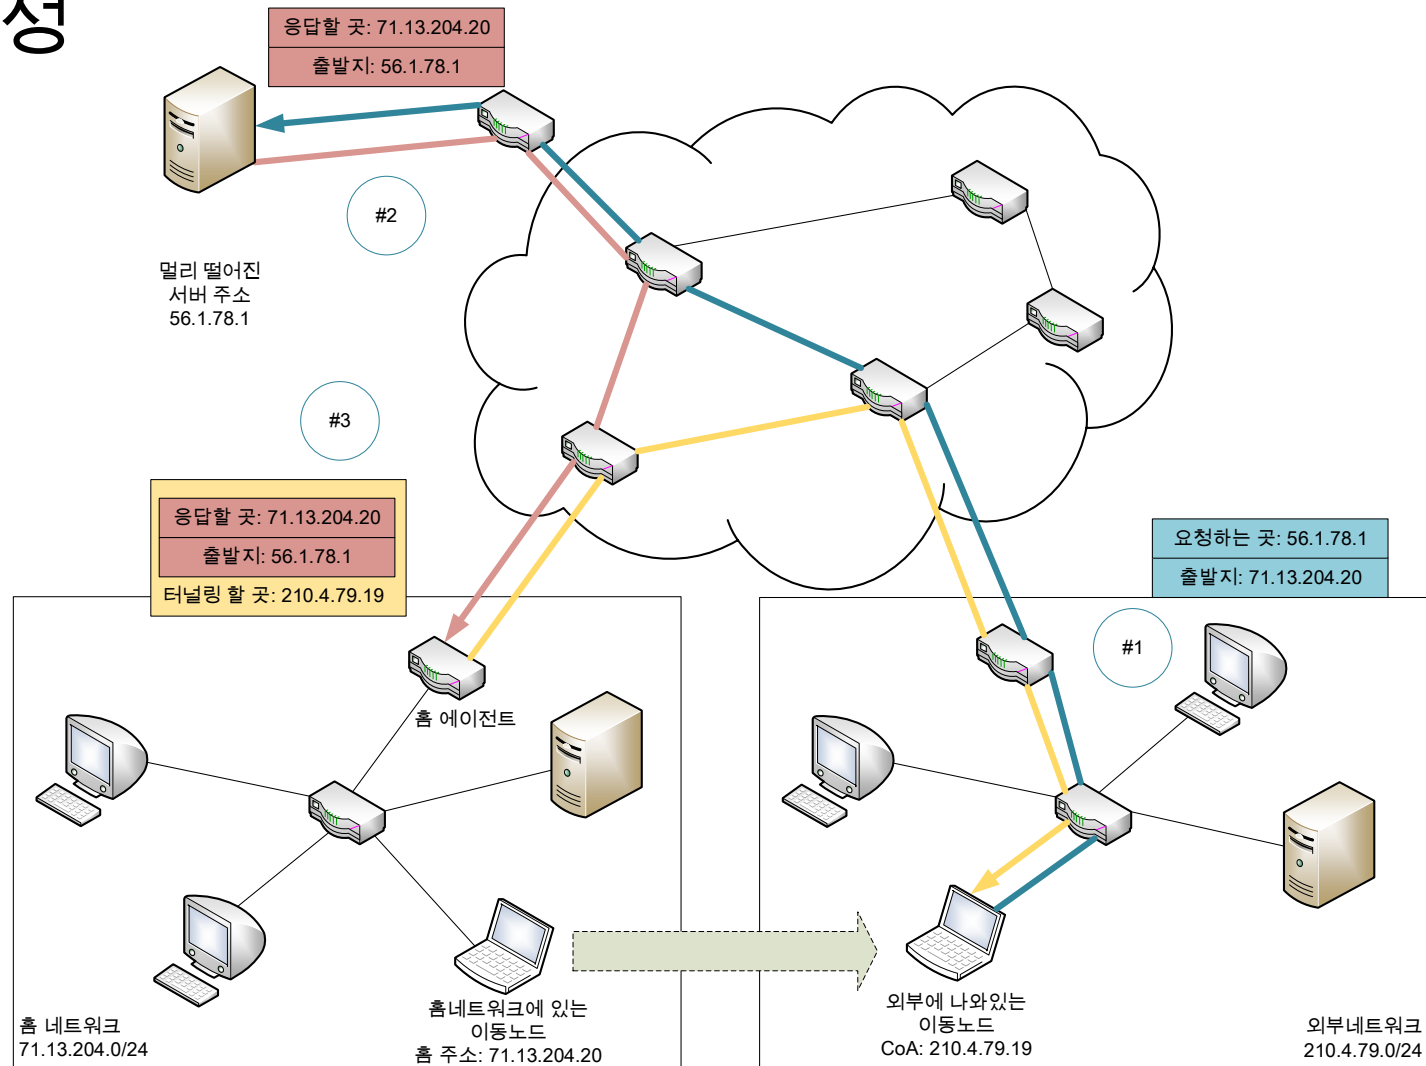 성
응답할 곳: 71.13.204.20
출발지: 56.1.78.1
#2
멀리 떨어진
서버 주소
56.1.78.1
#3
응답할 곳: 71.13.204.20
출발지: 56.1.78.1
터널링 할 곳: 210.4.79.19
요청하는 곳: 56.1.78.1
출발지: 71.13.204.20
#1
홈 에이전트
홈 네트워크
71.13.204.0/24
홈네트워크에 있는
이동노드
홈 주소: 71.13.204.20
외부에 나와있는
이동노드
CoA: 210.4.79.19
외부네트워크
210.4.79.0/24